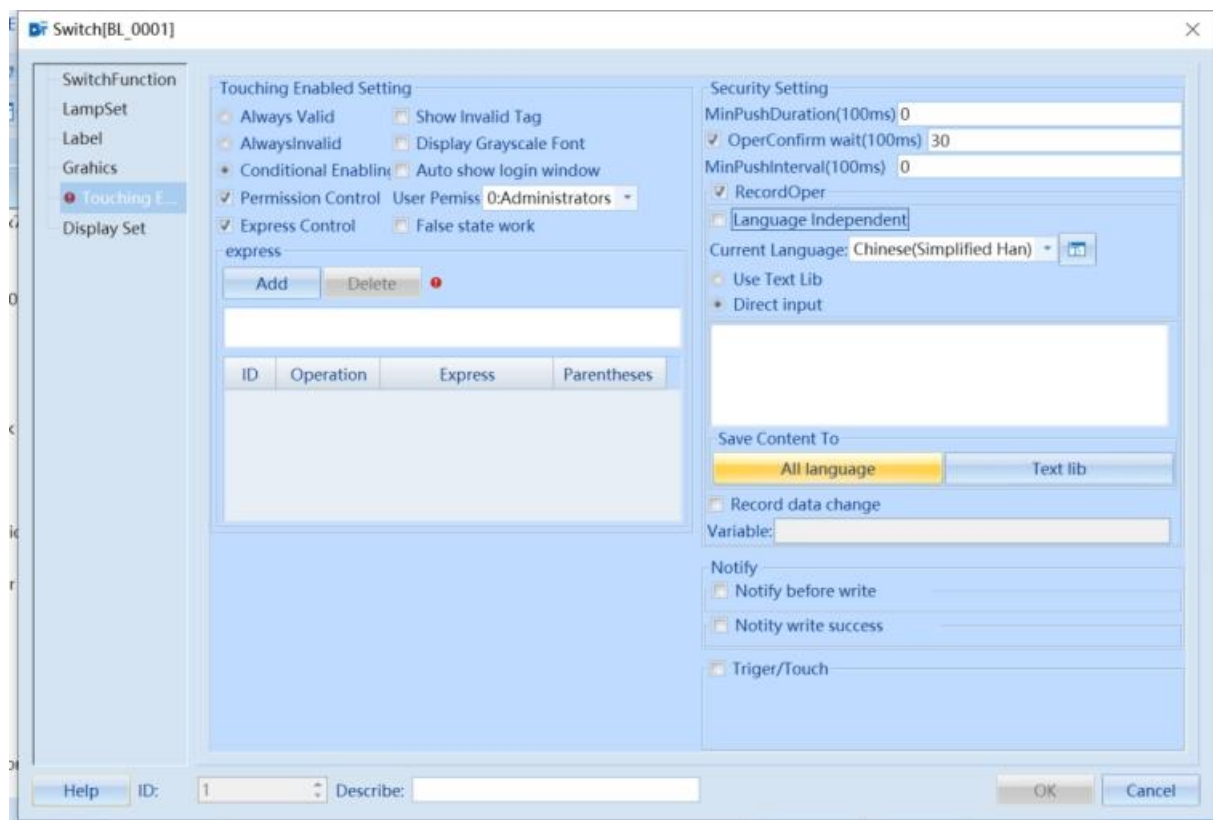 Switch[BL_0001]
SwitchFunction
LampSet
Label
Grahics
Touching E...
Display Set
Touching Enabled Setting
Always Valid
Show Invalid Tag
AlwaysInvalid
Display Grayscale Font
Conditional Enabling
Auto show login window
Permission Control
User Pemiss
0:Administrators
Express Control
False state work
express
Add
Delete
ID
Operation
Express
Parentheses
Security Setting
MinPushDuration(100ms) 0
OperConfirm wait(100ms) 30
MinPushInterval(100ms) 0
RecordOper
Language Independent
Current Language: Chinese(Simplified Han)
Use Text Lib
Direct input
Save Content To
All language
Text lib
Record data change
Variable:
Notify
Notify before write
Notity write success
Triger/Touch
Help
ID:
1
Describe:
OK
Cancel